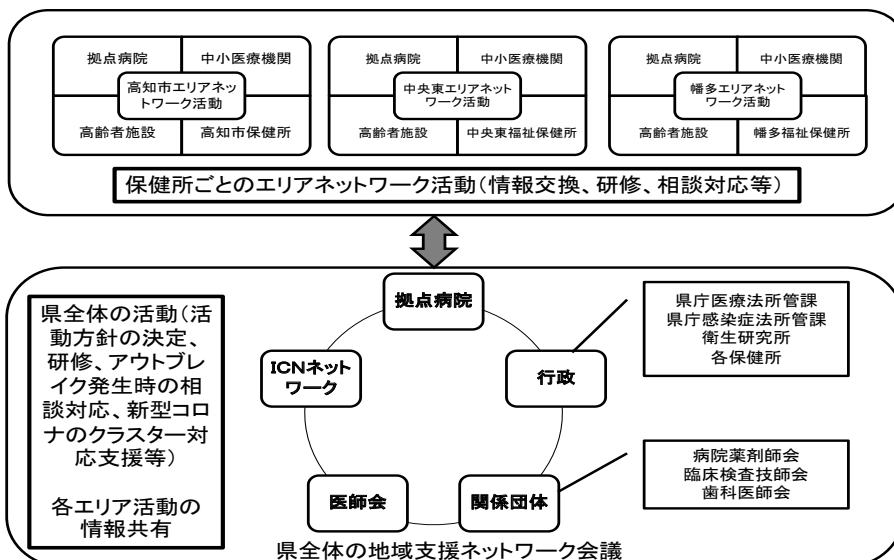 拠点病院
中小医療機関
高知市エリアネッ
トワーク活動
高齢者施設
高知市保健所
拠点病院
中小医療機関
中央東エリアネット
ワーク活動
高齢者施設
中央東福祉保健所
拠点病院
中小医療機関
幡多エリアネット
ワーク活動
高齢者施設
幡多福祉保健所
保健所ごとのエリアネットワーク活動(情報交換、研修、相談対応等)
県全体の活動(活
動方針の決定、
研修、アウトブレ
イク発生時の相
談対応、新型コロ
ナのクラスター対
応支援等)
各エリア活動の
情報共有
拠点病院
ICNネット
ワーク
行政
医師会
関係団体
県庁医療法所管課
県庁感染症法所管課
衛生研究所
各保健所
病院薬剤師会
臨床検査技師会
歯科医師会
県全体の地域支援ネットワーク会議